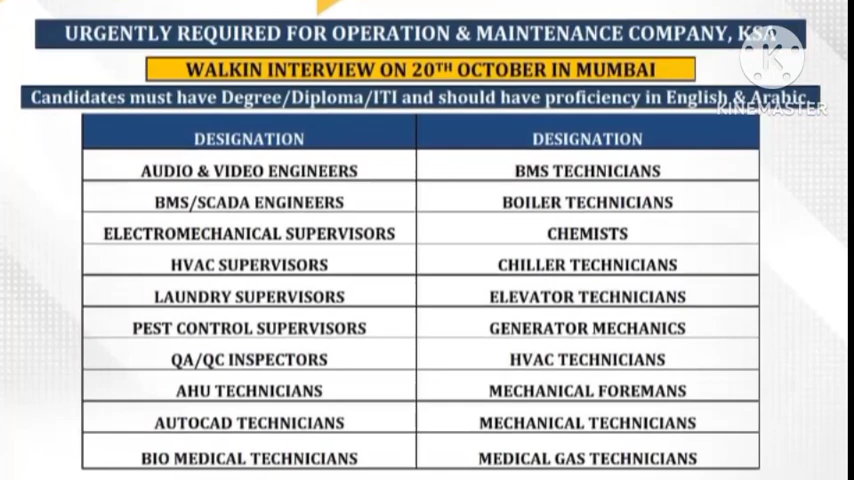 URGENTLY REQUIRED FOR OPERATION & MAINTENANCE COMPANY, KSA
WALKIN INTERVIEW ON 20TH OCTOBER IN MUMBAI
Candidates must have Degree/Diploma/ITI and should have proficiency in English & Arabic.
K
KINEMASTER
DESIGNATION DESIGNATION
AUDIO & VIDEO ENGINEERS BMS TECHNICIANS
BMS/SCADA ENGINEERS BOILER TECHNICIANS
ELECTROMECHANICAL SUPERVISORS CHEMISTS
HVAC SUPERVISORS CHILLER TECHNICIANS
LAUNDRY SUPERVISORS ELEVATOR TECHNICIANS
PEST CONTROL SUPERVISORS GENERATOR MECHANICS
QA/QC INSPECTORS HVAC TECHNICIANS
AHU TECHNICIANS MECHANICAL FOREMANS
AUTOCAD TECHNICIANS MECHANICAL TECHNICIANS
BIO MEDICAL TECHNICIANS MEDICAL GAS TECHNICIANS